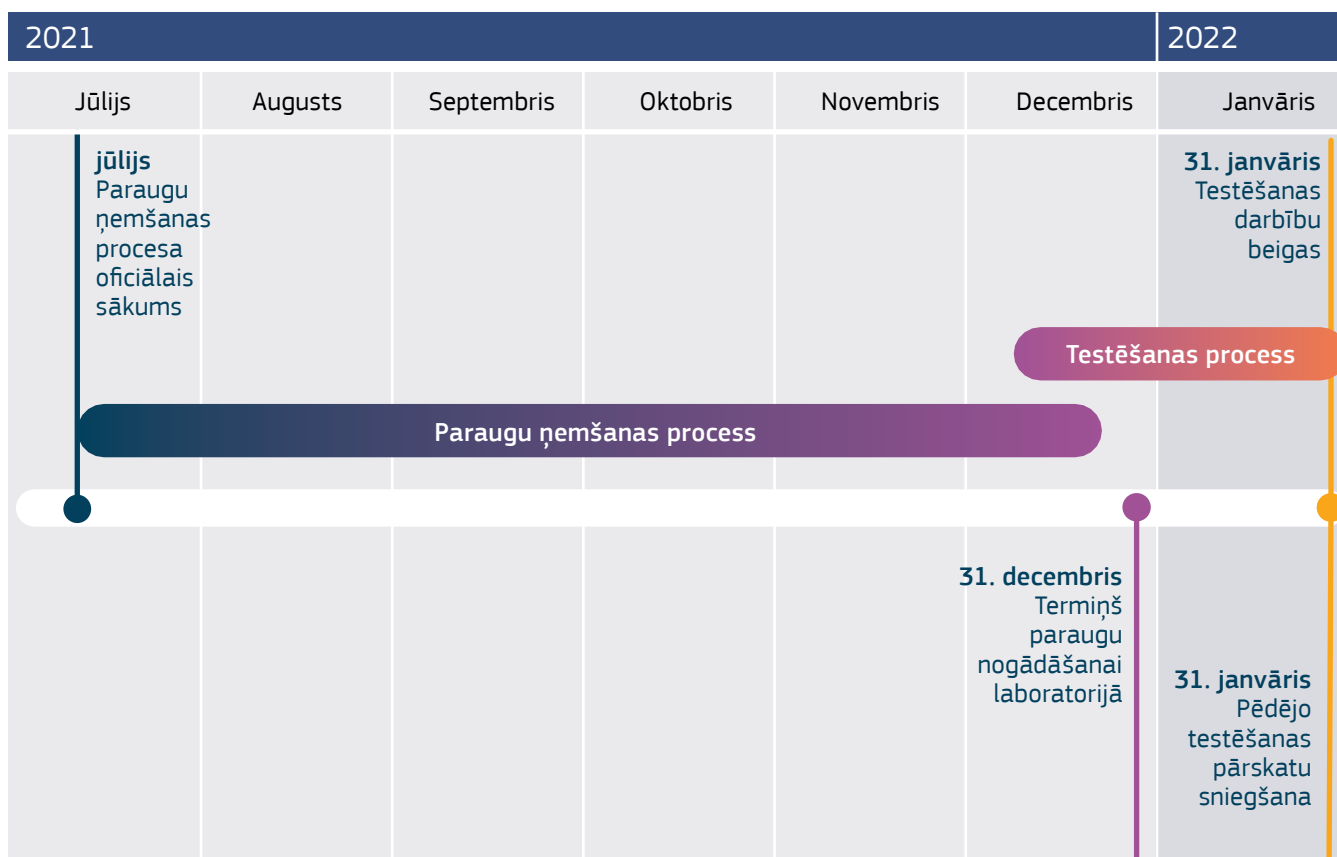 2021
2022
Jūlijs
Augusts
Septembris
Oktobris
Novembris
Decembris
Janvāris
jūlijs
Paraugu
ņemšanas
procesa
oficiālais
sākums
31. janvāris
Testēšanas
darbību
beigas
Testēšanas process
Paraugu ņemšanas process
31. decembris
Termiņš
paraugu
nogādāšanai
laboratorijā
31. janvāris
Pēdējo
testēšanas
pārskatu
sniegšana